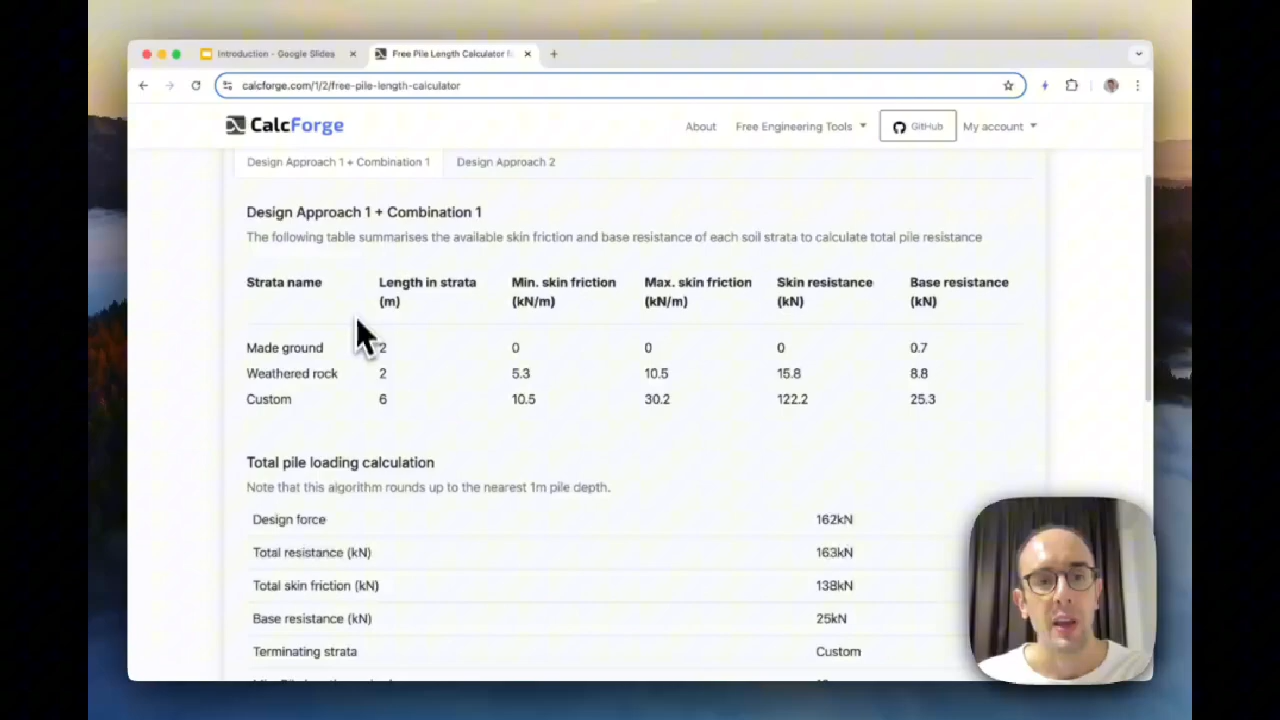 Introduction - Google Slides
Free Pile Length Calculator
calcforge.com/1/2/free-pile-length-calculator
CalcForge
About
Free Engineering Tools
GitHub
My account
Design Approach 1 + Combination 1
Design Approach 2
Design Approach 1 + Combination 1
The following table summarises the available skin friction and base resistance of each soil strata to calculate total pile resistance
Strata name Length in strata (m) Min. skin friction (kN/m) Max. skin friction (kN/m) Skin resistance (kN) Base resistance (kN)
Made ground 2 0 0 0 0.7
Weathered rock 2 5.3 10.5 15.8 8.8
Custom 6 10.5 30.2 122.2 25.3
Total pile loading calculation
Note that this algorithm rounds up to the nearest 1m pile depth.
Design force 162kN
Total resistance (kN) 163kN
Total skin friction (kN) 138kN
Base resistance (kN) 25kN
Terminating strata Custom